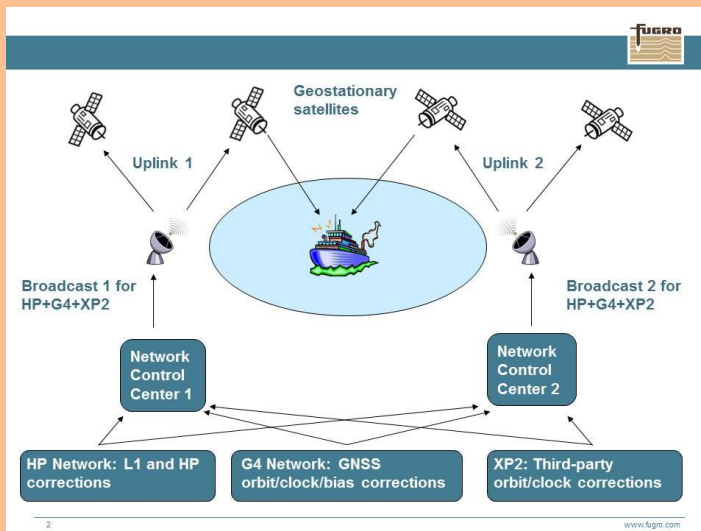 FUGRO
Geostationary
satellites
Uplink 1
Uplink 2
Broadcast 1 for
HP+G4+XP2
Broadcast 2 for
HP+G4+XP2
Network
Control
Center 1
Network
Control
Center 2
HP Network: L1 and HP
corrections
G4 Network: GNSS
orbit/clock/bias corrections
XP2: Third-party
orbit/clock corrections
2
www.fugro.com